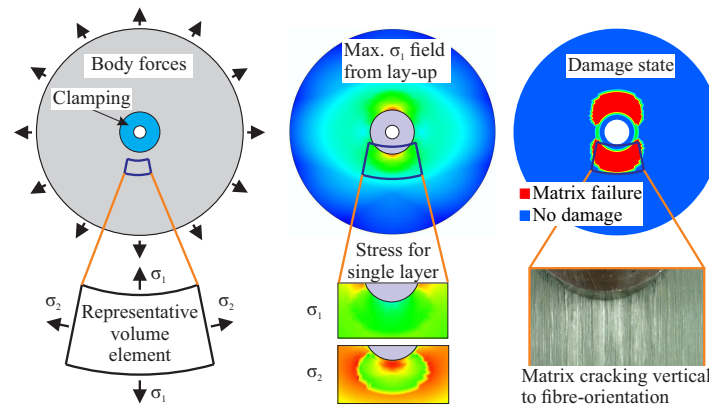 Body forces
Clamping
σ1
σ2
σ2
Representative
volume
element
σ1
Max. σ1 field
from lay-up
Stress for
single layer
σ1
σ2
Damage state
Matrix failure
No damage
Matrix cracking vertical
to fibre-orientation